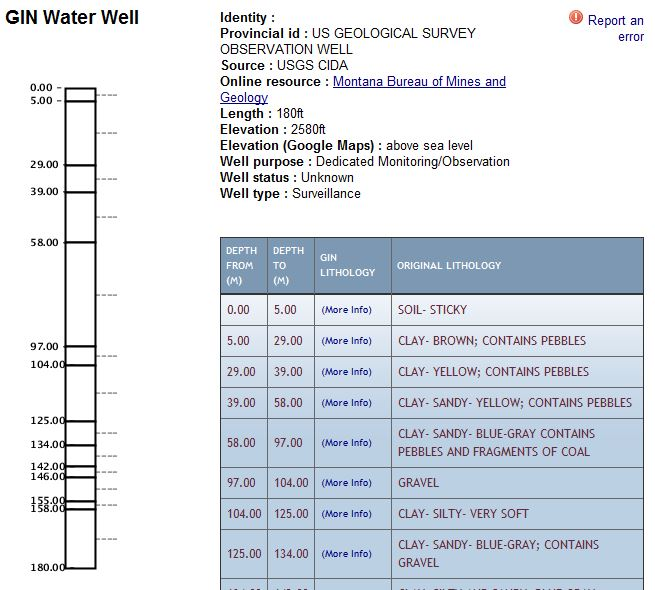 GIN Water Well
0.00
5.00
29.00
39.00
58.00
97.00
104.00
125.00
134.00
142.00
146.00
155.00
158.00
180.00
Identity :
Provincial id : US GEOLOGICAL SURVEY
OBSERVATION WELL
Source : USGS CIDA
Online resource : Montana Bureau of Mines and
Geology
Length : 180ft
Elevation : 2580ft
Elevation (Google Maps) : above sea level
Well purpose : Dedicated Monitoring/Observation
Well status : Unknown
Well type : Surveillance
Report an
error
DEPTH FROM (M) DEPTH TO (M) GIN LITHOLOGY ORIGINAL LITHOLOGY
0.00 5.00 (More Info) SOIL- STICKY
5.00 29.00 (More Info) CLAY- BROWN; CONTAINS PEBBLES
29.00 39.00 (More Info) CLAY- YELLOW; CONTAINS PEBBLES
39.00 58.00 (More Info) CLAY- SANDY- YELLOW; CONTAINS PEBBLES
58.00 97.00 (More Info) CLAY- SANDY- BLUE-GRAY CONTAINS
PEBBLES AND FRAGMENTS OF COAL
97.00 104.00 (More Info) GRAVEL
104.00 125.00 (More Info) CLAY- SILTY- VERY SOFT
125.00 134.00 (More Info) CLAY- SANDY- BLUE-GRAY; CONTAINS
GRAVEL